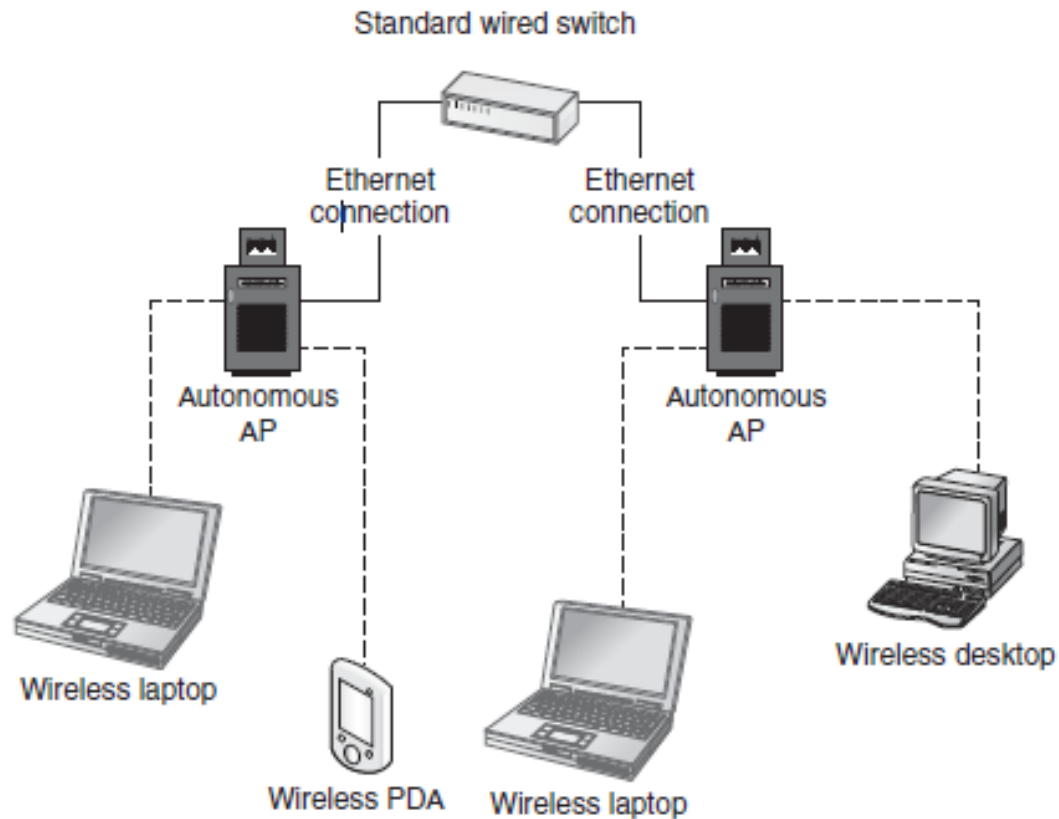 Standard wired switch
Ethernet
connection
Ethernet
connection
Autonomous
AP
Autonomous
AP
Wireless laptop
Wireless desktop
Wireless PDA
Wireless laptop